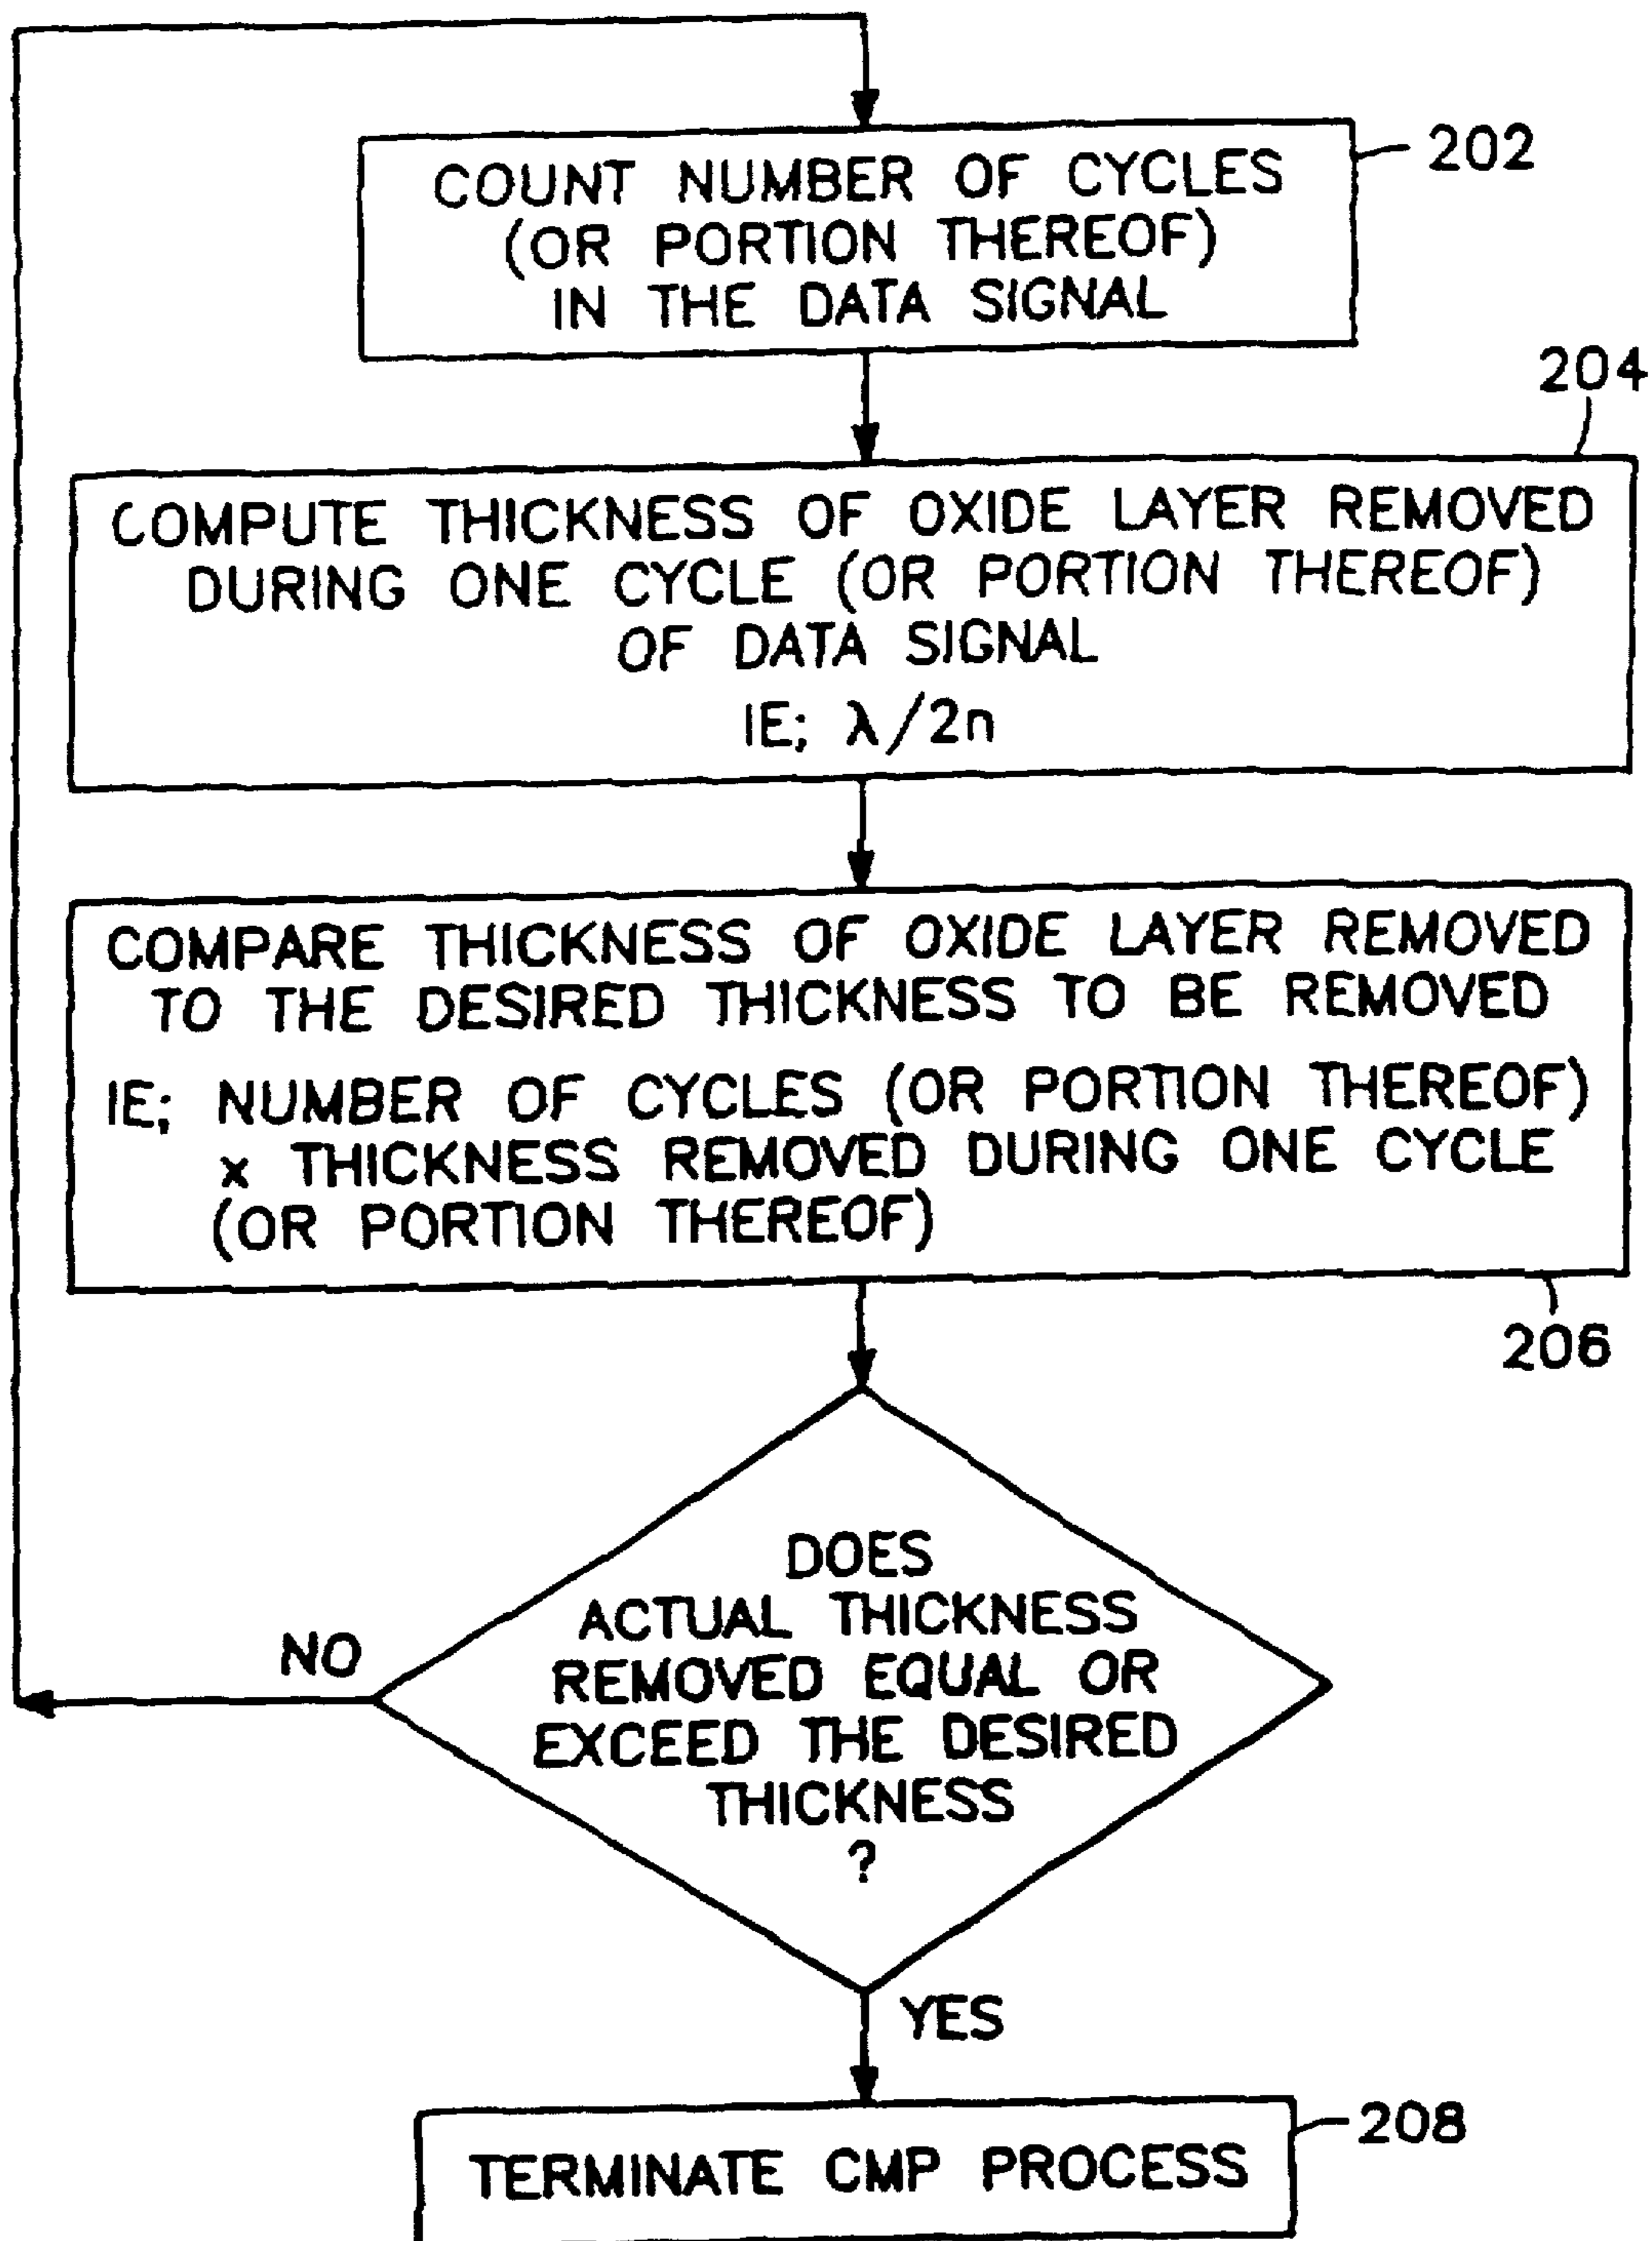 COUNT NUMBER OF CYCLES
(OR PORTION THEREOF)
IN THE DATA SIGNAL
202
204
COMPUTE THICKNESS OF OXIDE LAYER REMOVED
DURING ONE CYCLE (OR PORTION THEREOF)
OF DATA SIGNAL
IE; λ/2n
COMPARE THICKNESS OF OXIDE LAYER REMOVED
TO THE DESIRED THICKNESS TO BE REMOVED
IE; NUMBER OF CYCLES (OR PORTION THEREOF)
x THICKNESS REMOVED DURING ONE CYCLE
(OR PORTION THEREOF)
206
DOES
ACTUAL THICKNESS
REMOVED EQUAL OR
EXCEED THE DESIRED
THICKNESS
?
NO
YES
TERMINATE CMP PROCESS
208